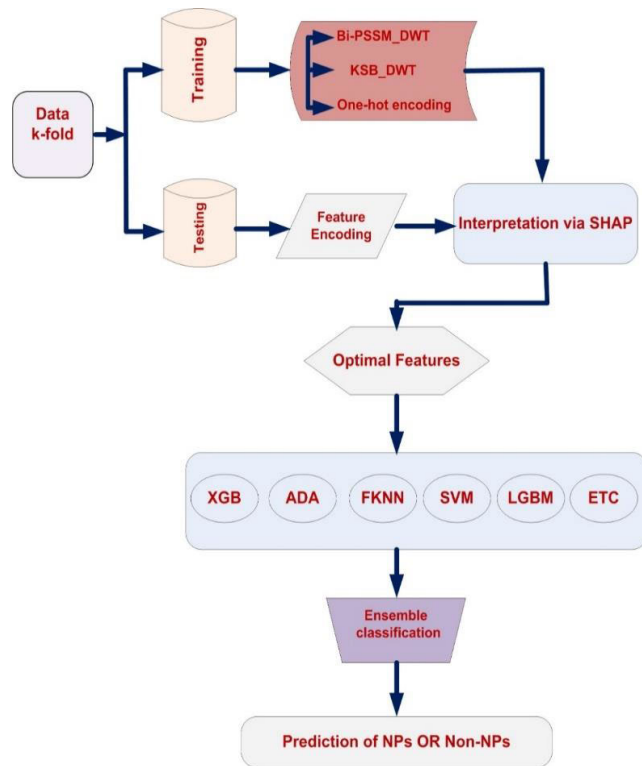 Data
k-fold
Training
Bi-PSSM_DWT
KSB_DWT
One-hot encoding
Testing
Feature
Encoding
Interpretation via SHAP
Optimal Features
XGB
ADA
FKNN
SVM
LGBM
ETC
Ensemble
classification
Prediction of NPs OR Non-NPs